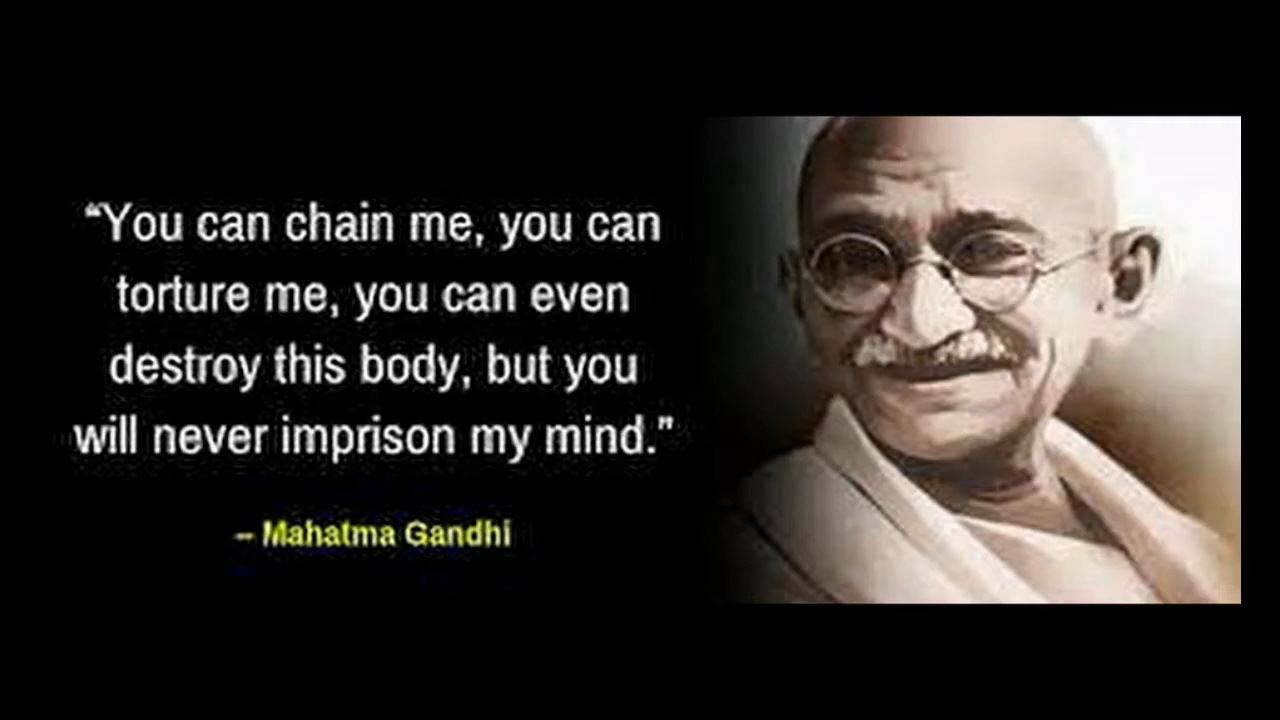 “You can chain me, you can
torture me, you can even
destroy this body, but you
will never imprison my mind.”
– Mahatma Gandhi